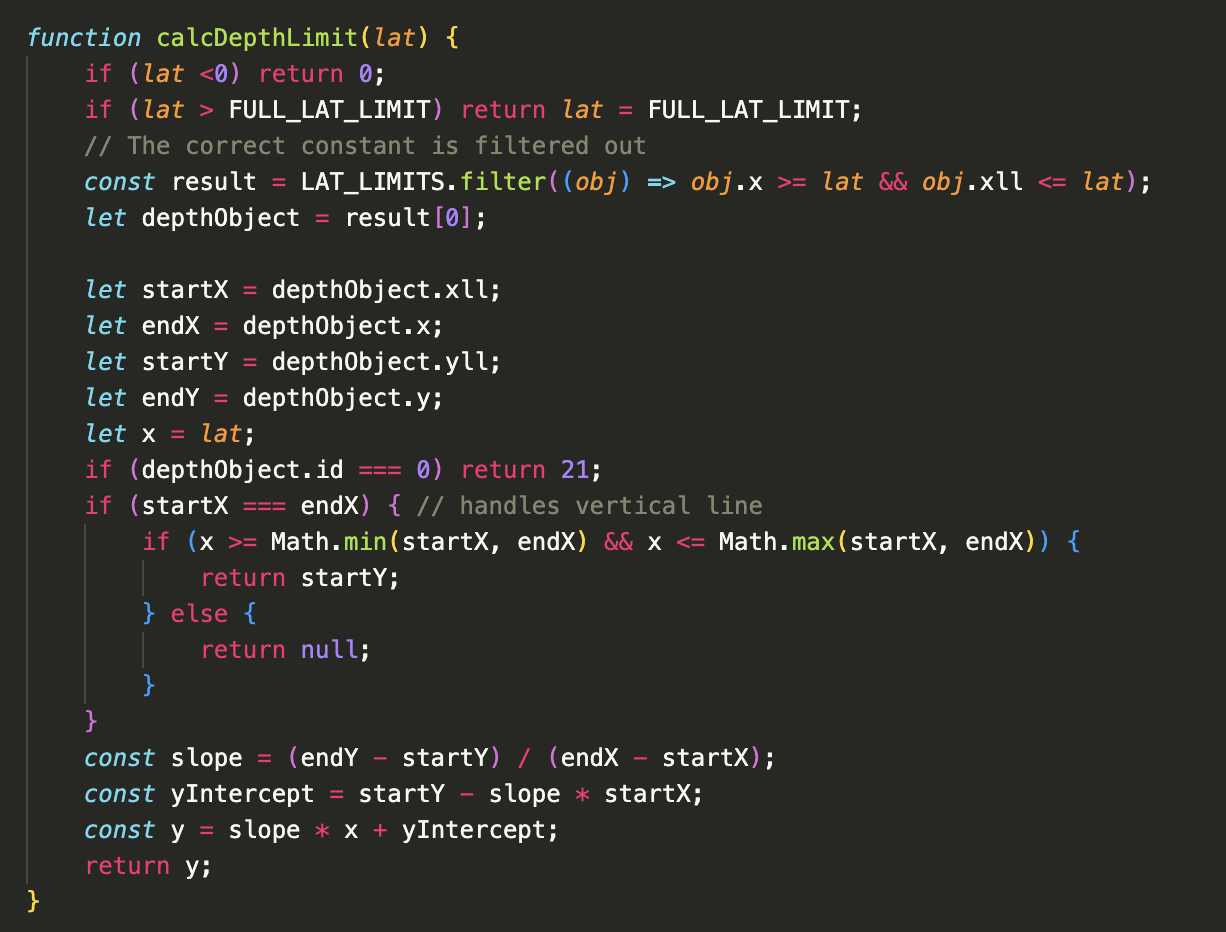 function calcDepthLimit(lat) {
    if (lat <0) return 0;
    if (lat > FULL_LAT_LIMIT) return lat = FULL_LAT_LIMIT;
    // The correct constant is filtered out
    const result = LAT_LIMITS.filter((obj) => obj.x >= lat && obj.xll <= lat);
    let depthObject = result[0];

    let startX = depthObject.xll;
    let endX = depthObject.x;
    let startY = depthObject.yll;
    let endY = depthObject.y;
    let x = lat;
    if (depthObject.id === 0) return 21;
    if (startX === endX) { // handles vertical line
        if (x >= Math.min(startX, endX) && x <= Math.max(startX, endX)) {
            return startY;
        } else {
            return null;
        }
    }
    const slope = (endY - startY) / (endX - startX);
    const yIntercept = startY - slope * startX;
    const y = slope * x + yIntercept;
    return y;
}